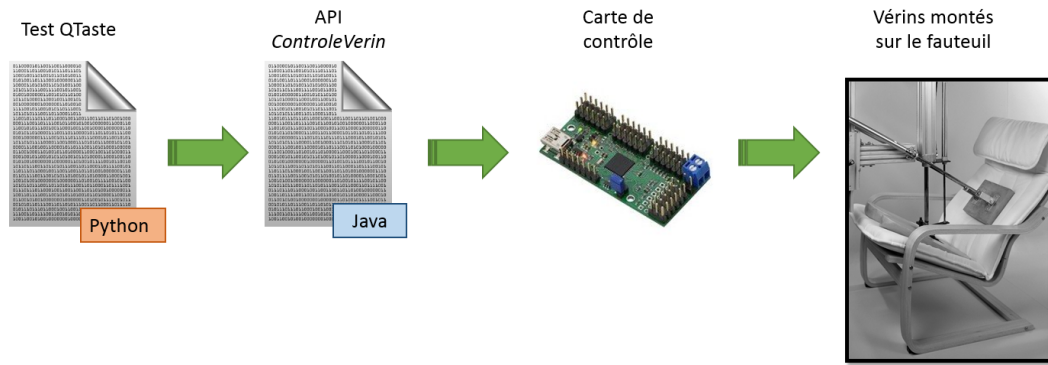 Test QTaste
API
ControleVerin
Carte de
contrôle
Vérins montés
sur le fauteuil
Python
Java